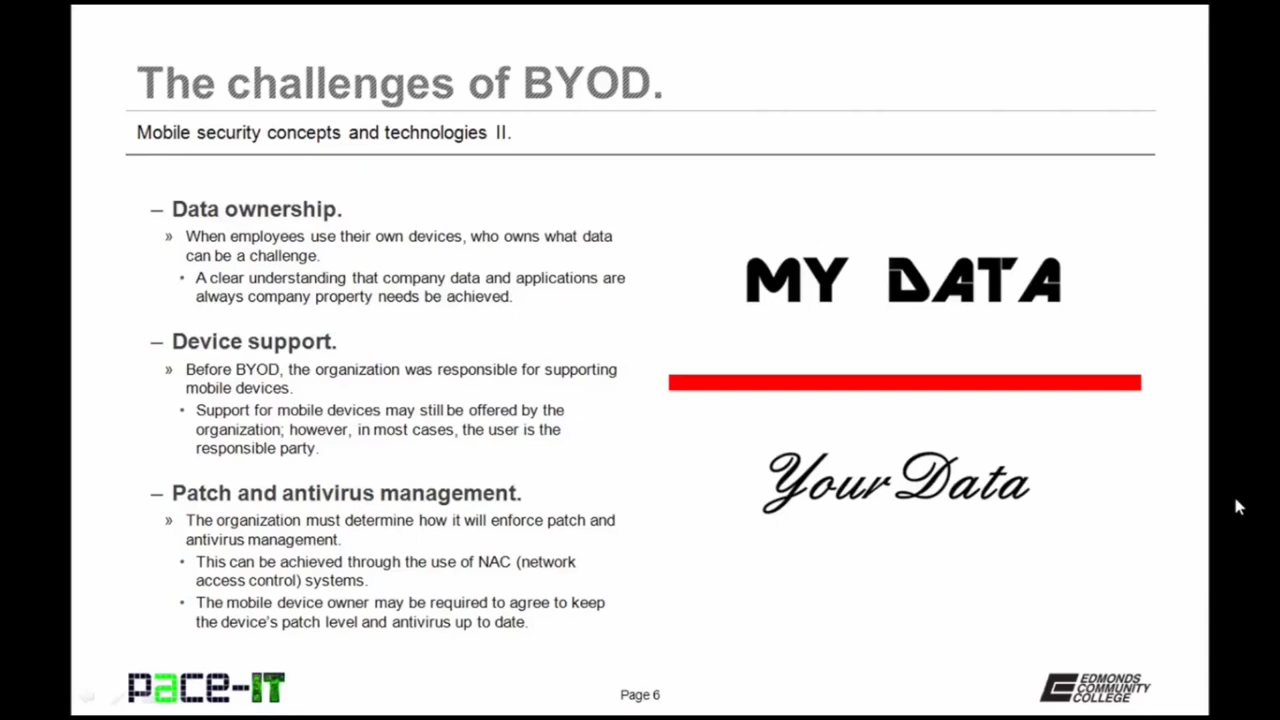 The challenges of BYOD.
Mobile security concepts and technologies II.
– Data ownership.
» When employees use their own devices, who owns what data
can be a challenge.
• A clear understanding that company data and applications are
always company property needs be achieved.
– Device support.
» Before BYOD, the organization was responsible for supporting
mobile devices.
• Support for mobile devices may still be offered by the
organization; however, in most cases, the user is the
responsible party.
– Patch and antivirus management.
» The organization must determine how it will enforce patch and
antivirus management.
• This can be achieved through the use of NAC (network
access control) systems.
• The mobile device owner may be required to agree to keep
the device's patch level and antivirus up to date.
MY DATA
Your Data
pace-IT
Page 6
EDMONDS
COMMUNITY
COLLEGE